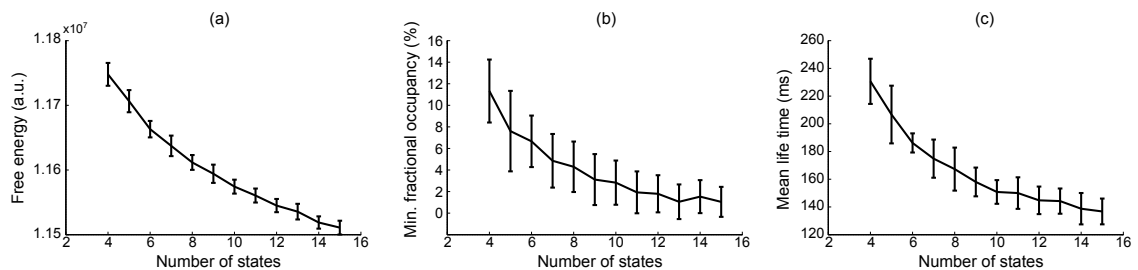 (a)
x10⁷
1.18
1.17
1.16
1.15
Free energy (a.u.)
2 4 6 8 10 12 14 16
Number of states
(b)
16
14
12
10
8
6
4
2
0
Min. fractional occupancy (%)
2 4 6 8 10 12 14 16
Number of states
(c)
260
240
220
200
180
160
140
120
Mean life time (ms)
2 4 6 8 10 12 14 16
Number of states